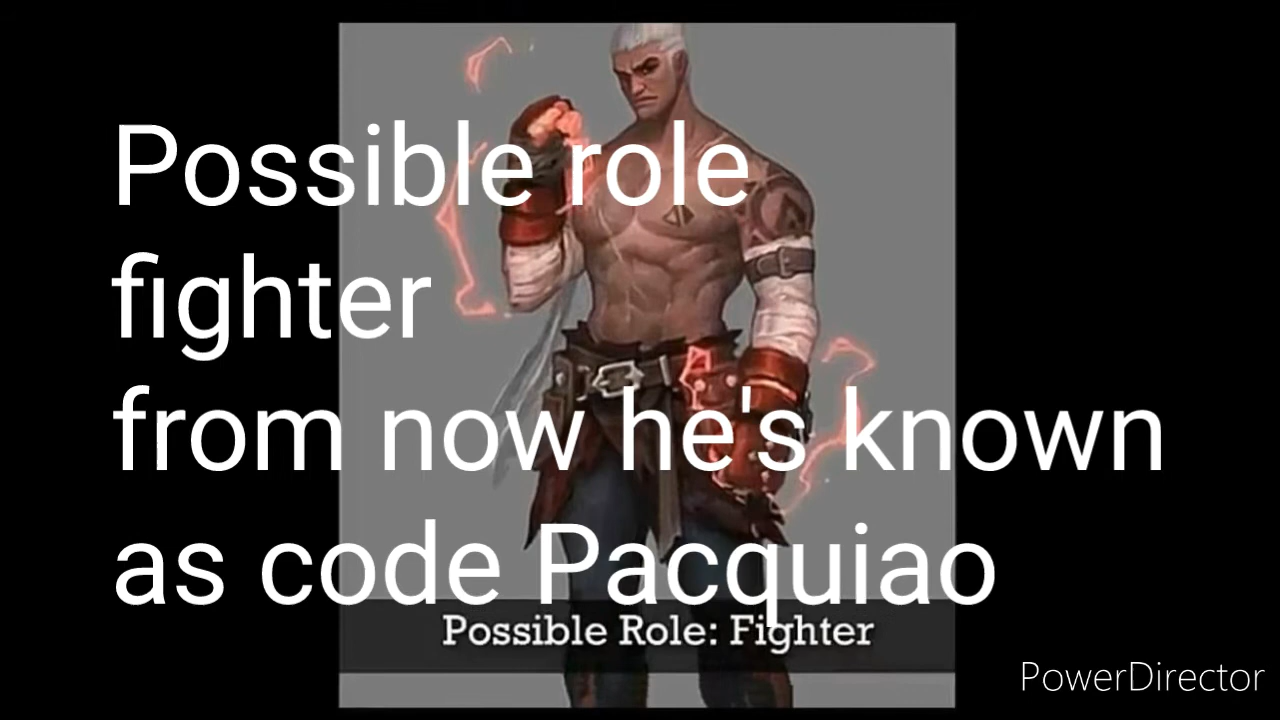 Possible role
fighter
from now he's known
as code Pacquiao
Possible Role: Fighter
PowerDirector